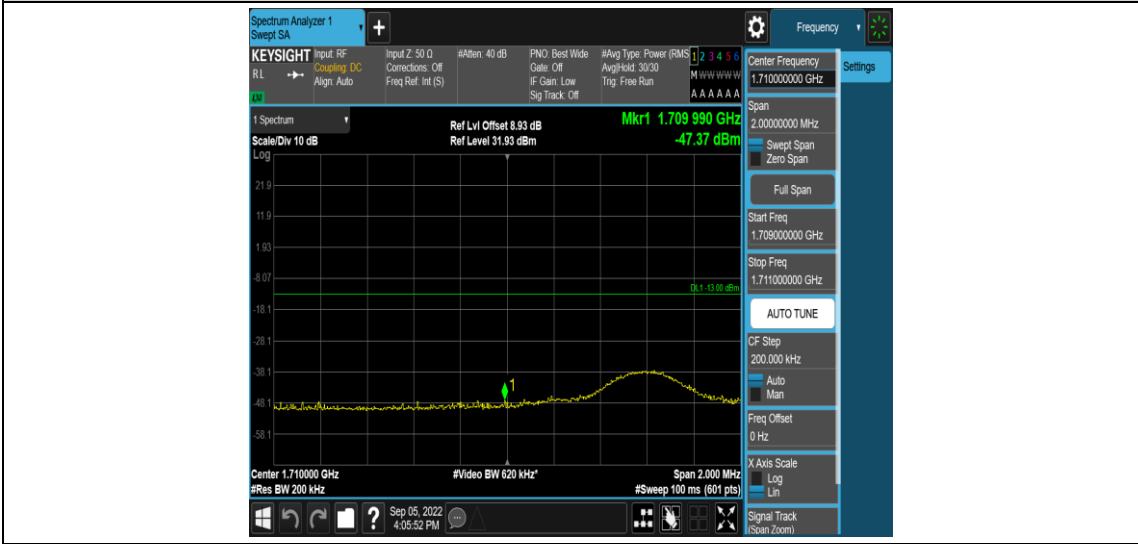 Spectrum Analyzer 1
Swept SA
+
Frequency
KEYSIGHT
RL
LXI
Input: RF
Coupling: DC
Align: Auto
Input Z: 50 Ω
Corrections: Off
Freq Ref: Int (S)
#Atten: 40 dB
PNO: Best Wide
Gate: Off
IF Gain: Low
Sig Track: Off
#Avg Type: Power (RMS
Avg|Hold: 30/30
Trig: Free Run
1 2 3 4 5 6
M W W W W W
A A A A A A
1 Spectrum
Scale/Div 10 dB
Log
Ref Lvl Offset 8.93 dB
Ref Level 31.93 dBm
Mkr1 1.709 990 GHz
-47.37 dBm
21.9
11.9
1.93
-8.07
DL1 -13.00 dBm
-18.1
-28.1
-38.1
1
-48.1
-58.1
Center 1.710000 GHz
#Res BW 200 kHz
#Video BW 620 kHz*
Span 2.000 MHz
#Sweep 100 ms (601 pts)
?
Sep 05, 2022
4:05:52 PM
Center Frequency
1.710000000 GHz
Settings
Span
2.00000000 MHz
Swept Span
Zero Span
Full Span
Start Freq
1.709000000 GHz
Stop Freq
1.711000000 GHz
AUTO TUNE
CF Step
200.000 kHz
Auto
Man
Freq Offset
0 Hz
X Axis Scale
Log
Lin
Signal Track
(Span Zoom)